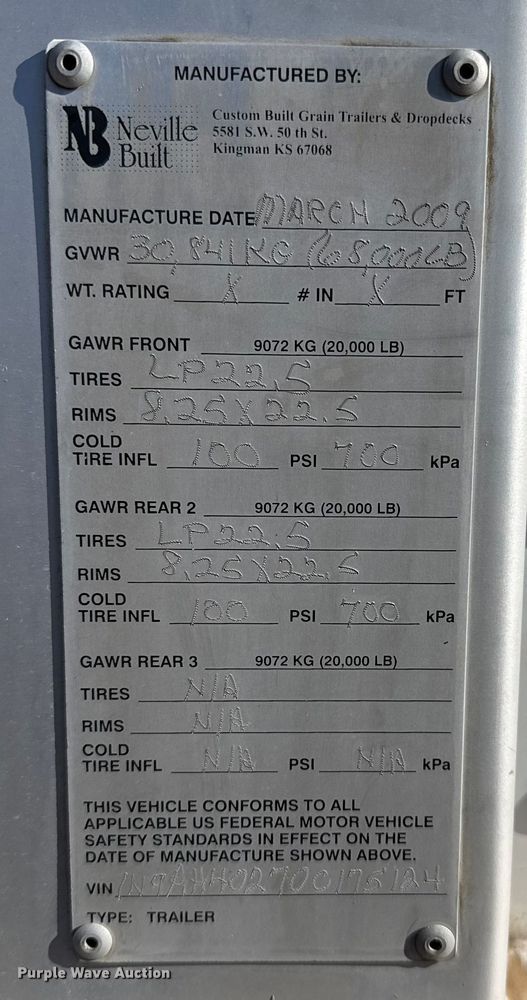 MANUFACTURED BY:
NB Neville Built
Custom Built Grain Trailers & Dropdecks
5581 S.W. 50 th St.
Kingman KS 67068
MANUFACTURE DATE MARCH 2009
GVWR 30,841KG (68,000LB)
WT. RATING X # IN X FT
GAWR FRONT 9072 KG (20,000 LB)
TIRES LP22.5
RIMS 8.25X22.5
COLD
TIRE INFL 100 PSI 700 kPa
GAWR REAR 2 9072 KG (20,000 LB)
TIRES LP22.5
RIMS 8.25X22.5
COLD
TIRE INFL 100 PSI 700 kPa
GAWR REAR 3 9072 KG (20,000 LB)
TIRES N/A
RIMS N/A
COLD
TIRE INFL N/A PSI N/A kPa
THIS VEHICLE CONFORMS TO ALL
APPLICABLE US FEDERAL MOTOR VEHICLE
SAFETY STANDARDS IN EFFECT ON THE
DATE OF MANUFACTURE SHOWN ABOVE.
VIN
TYPE: TRAILER
Purple Wave Auction